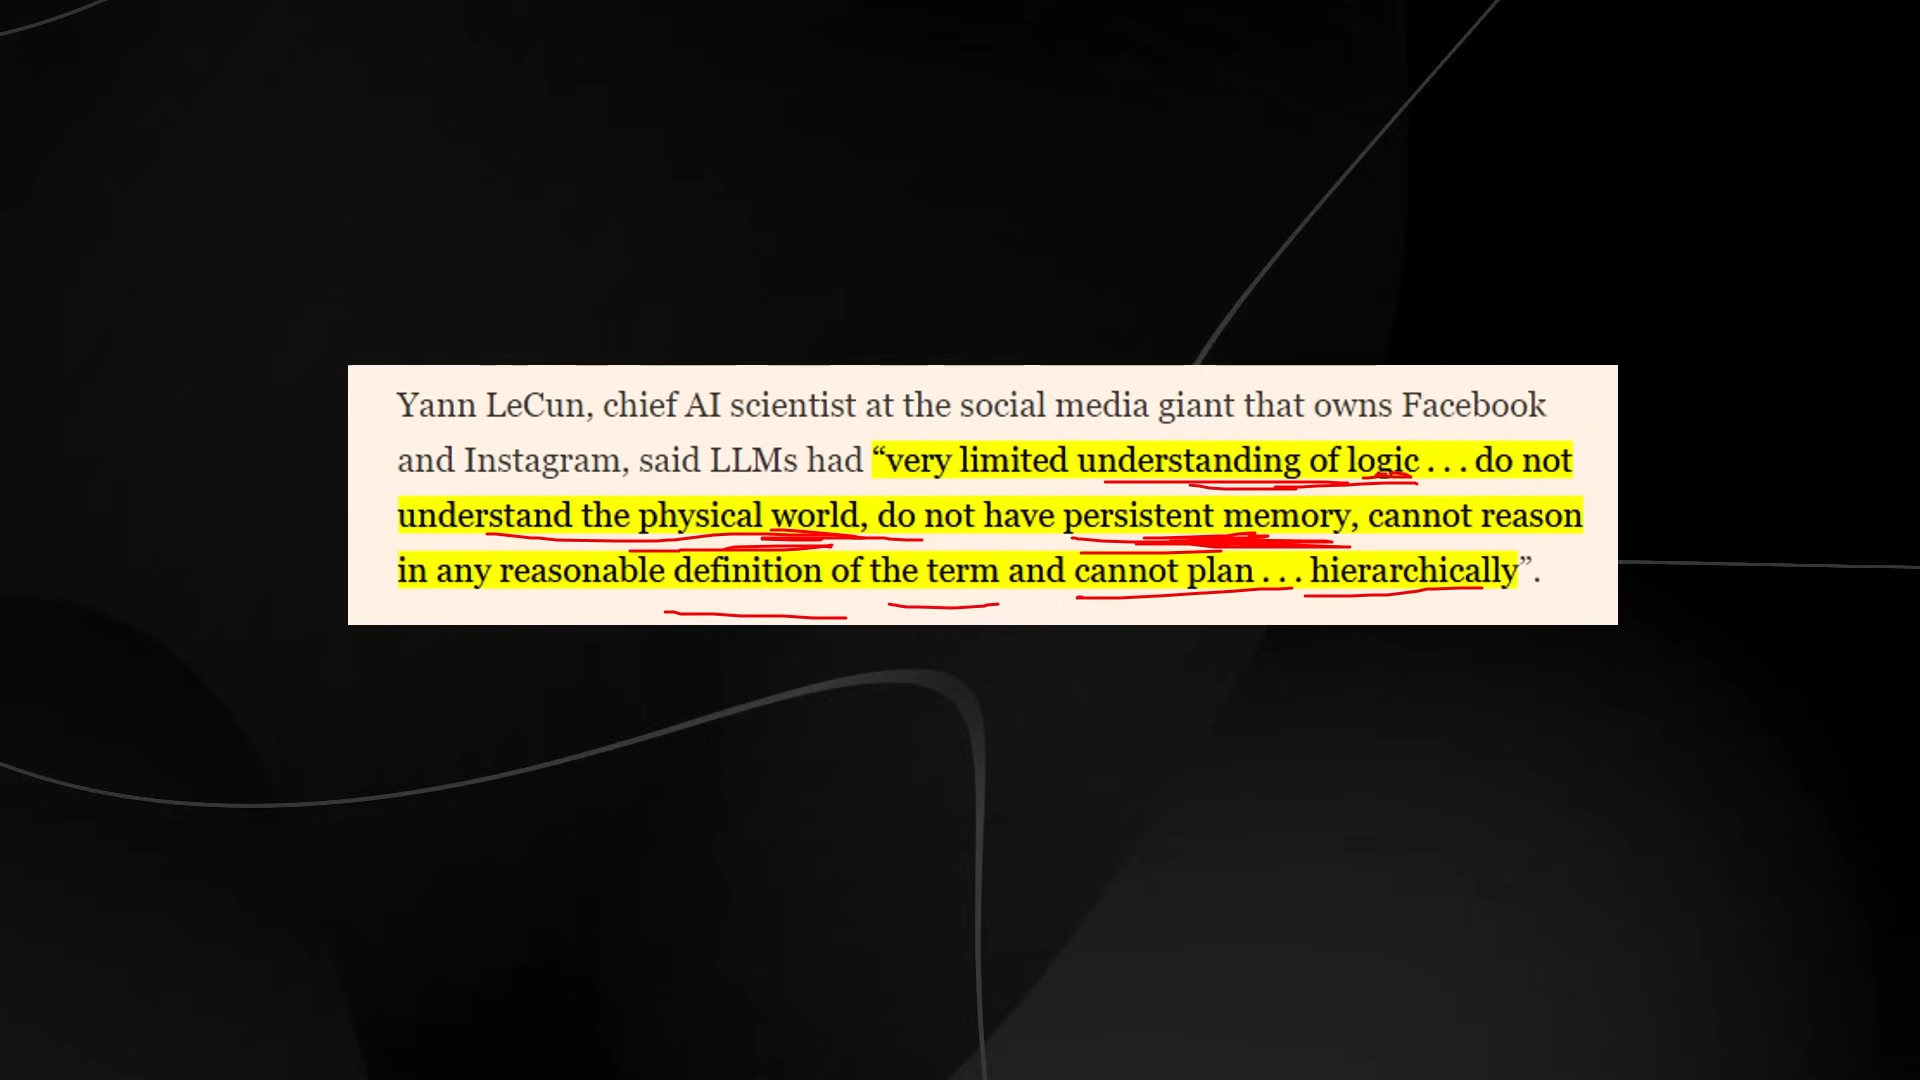 Yann LeCun, chief AI scientist at the social media giant that owns Facebook
and Instagram, said LLMs had “very limited understanding of logic . . . do not
understand the physical world, do not have persistent memory, cannot reason
in any reasonable definition of the term and cannot plan . . . hierarchically”.